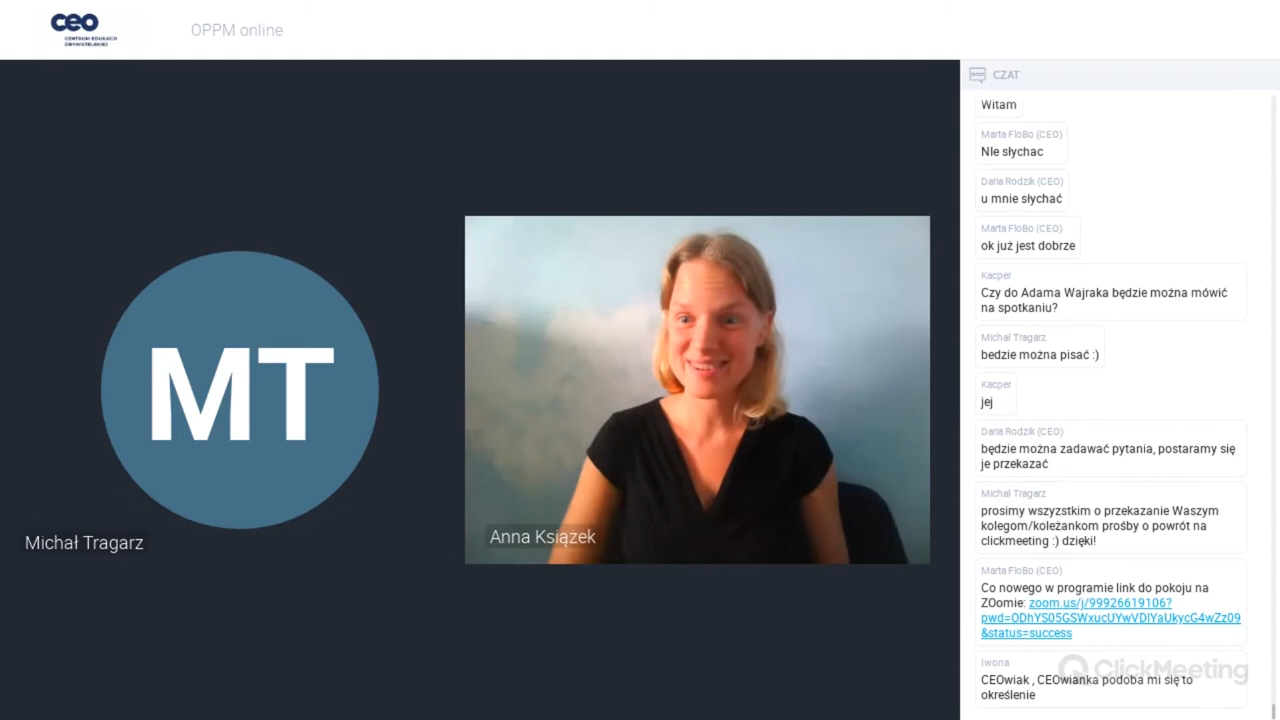 ceo
CENTRUM EDUKACJI
OBYWATELSKIEJ
OPPM online
MT
Michał Tragarz
Anna Książek
CZAT
Witam
Marta FloBo (CEO)
NIe słychac
Daria Rodzik (CEO)
u mnie słychać
Marta FloBo (CEO)
ok już jest dobrze
Kacper
Czy do Adama Wajraka będzie można mówić
na spotkaniu?
Michał Tragarz
bedzie można pisać :)
Kacper
jej
Daria Rodzik (CEO)
będzie można zadawać pytania, postaramy się
je przekazać
Michał Tragarz
prosimy wszyzstkim o przekazanie Waszym
kolegom/koleżankom prośby o powrót na
clickmeeting :) dzięki!
Marta FloBo (CEO)
Co nowego w programie link do pokoju na
ZOomie: zoom.us/j/99926619106?
pwd=ODhYS05GSWxucUYwVDlYaUkycG4wZz09
&status=success
Iwona
CEOwiak , CEOwianka podoba mi się to
określenie
ClickMeeting